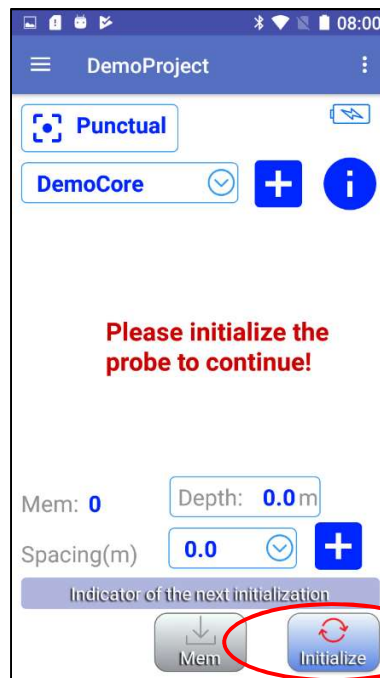 08:00
DemoProject
Punctual
DemoCore
Please initialize the
probe to continue!
Mem: 0
Depth: 0.0 m
Spacing(m)
0.0
Indicator of the next initialization
Mem
Initialize